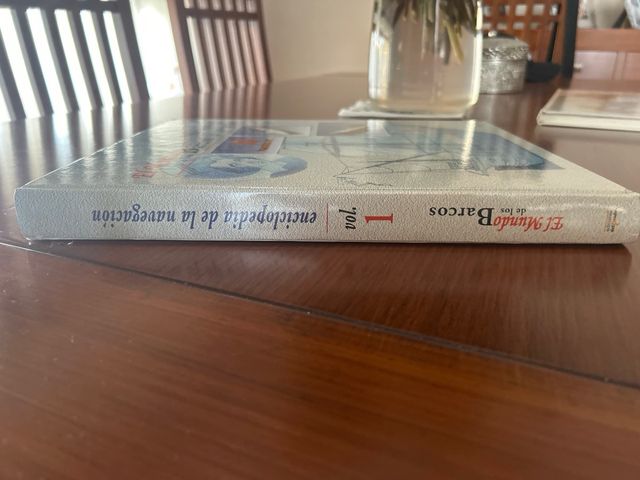 El Mundo
de los
Barcos
vol. 1
enciclopedia de la navegación